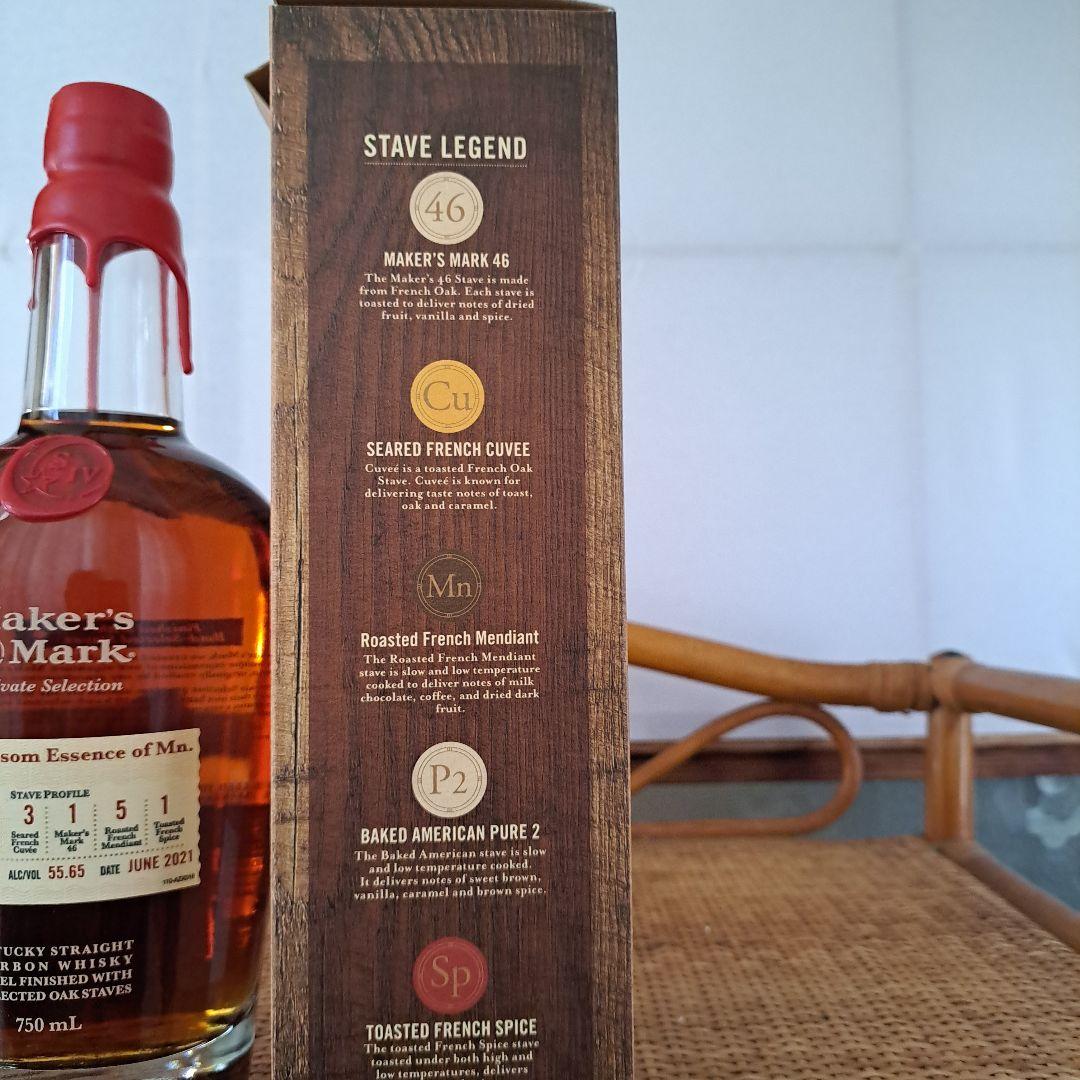 STAVE LEGEND
46
MAKER'S MARK 46
The Maker's 46 Stave is made
from French Oak. Each stave is
toasted to deliver notes of dried
fruit, vanilla and spice.
Cu
SEARED FRENCH CUVEE
Cuveé is a toasted French Oak
Stave. Cuveé is known for
delivering taste notes of toast,
oak and caramel.
Mn
Roasted French Mendiant
The Roasted French Mendiant
stave is slow and low temperature
cooked to deliver notes of milk
chocolate, coffee, and dried dark
fruit.
P2
BAKED AMERICAN PURE 2
The Baked American stave is slow
and low temperature cooked.
It delivers notes of sweet brown,
vanilla, caramel and brown spice.
Sp
TOASTED FRENCH SPICE
The toasted French Spice stave
toasted under both high and
low temperatures, delivers
aker's
Mark
vate Selection
som Essence of Mn.
STAVE PROFILE
3 1 5 1
Seared French Cuvée
Maker's Mark 46
Roasted French Mendiant
Toasted French Spice
ALC/VOL 55.65 DATE JUNE 2021
TUCKY STRAIGHT
RBON WHISKY
EL FINISHED WITH
LECTED OAK STAVES
750 mL